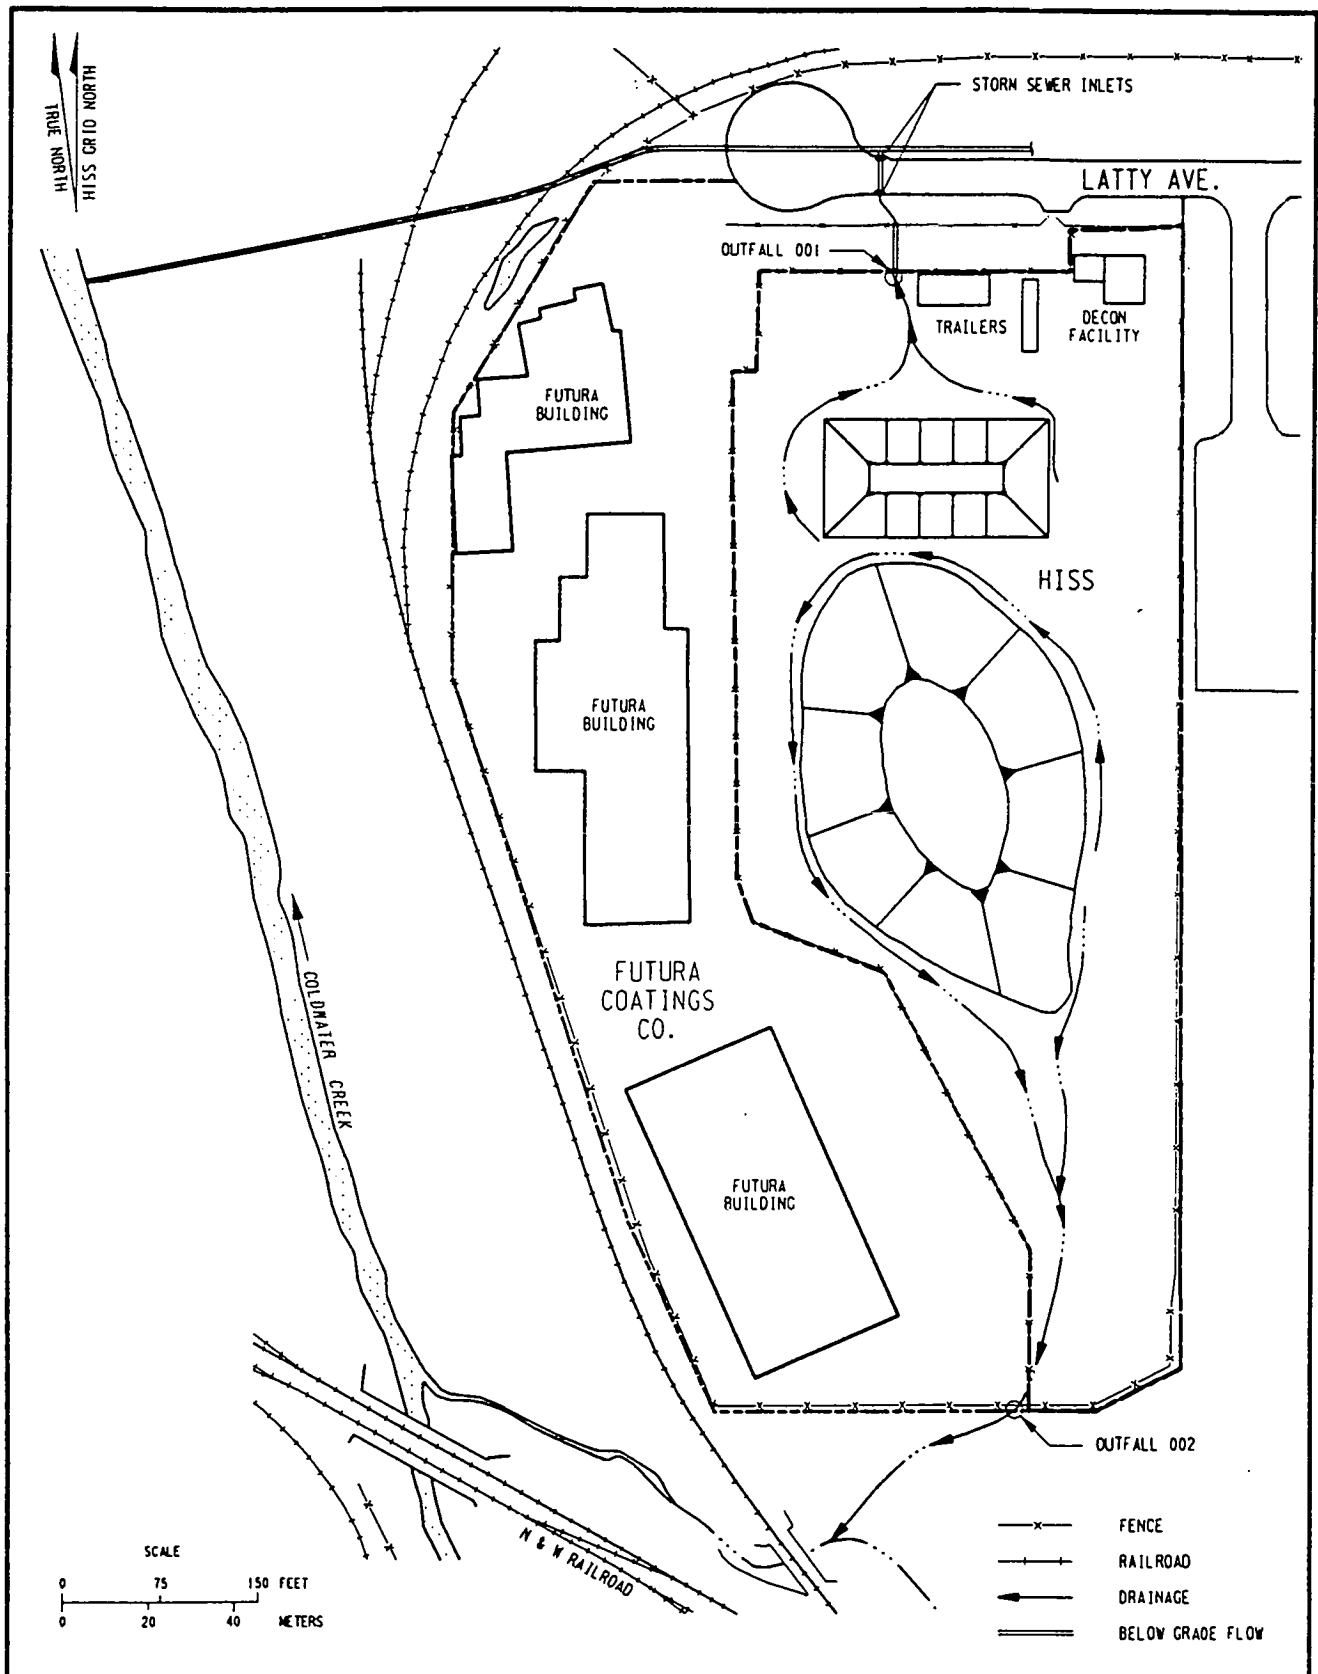 TRUE NORTH
HISS GRID NORTH
STORM SEWER INLETS
LATTY AVE.
OUTFALL 001
TRAILERS
DECON
FACILITY
FUTURA
BUILDING
HISS
FUTURA
BUILDING
COLDWATER CREEK
FUTURA
COATINGS
CO.
FUTURA
BUILDING
OUTFALL 002
N & W RAILROAD
SCALE
0 75 150 FEET
0 20 40 METERS
FENCE
RAILROAD
DRAINAGE
BELOW GRADE FLOW